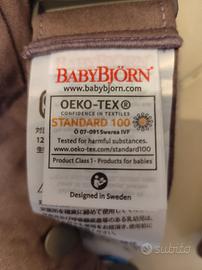 BABYBJÖRN
www.babybjorn.com
OEKO-TEX®
CONFIDENCE IN TEXTILES
STANDARD 100
07-091 Swerea IVF
Tested for harmful substances.
www.oeko-tex.com/standard100
Product Class 1 - Products for babies
Designed in Sweden
subito